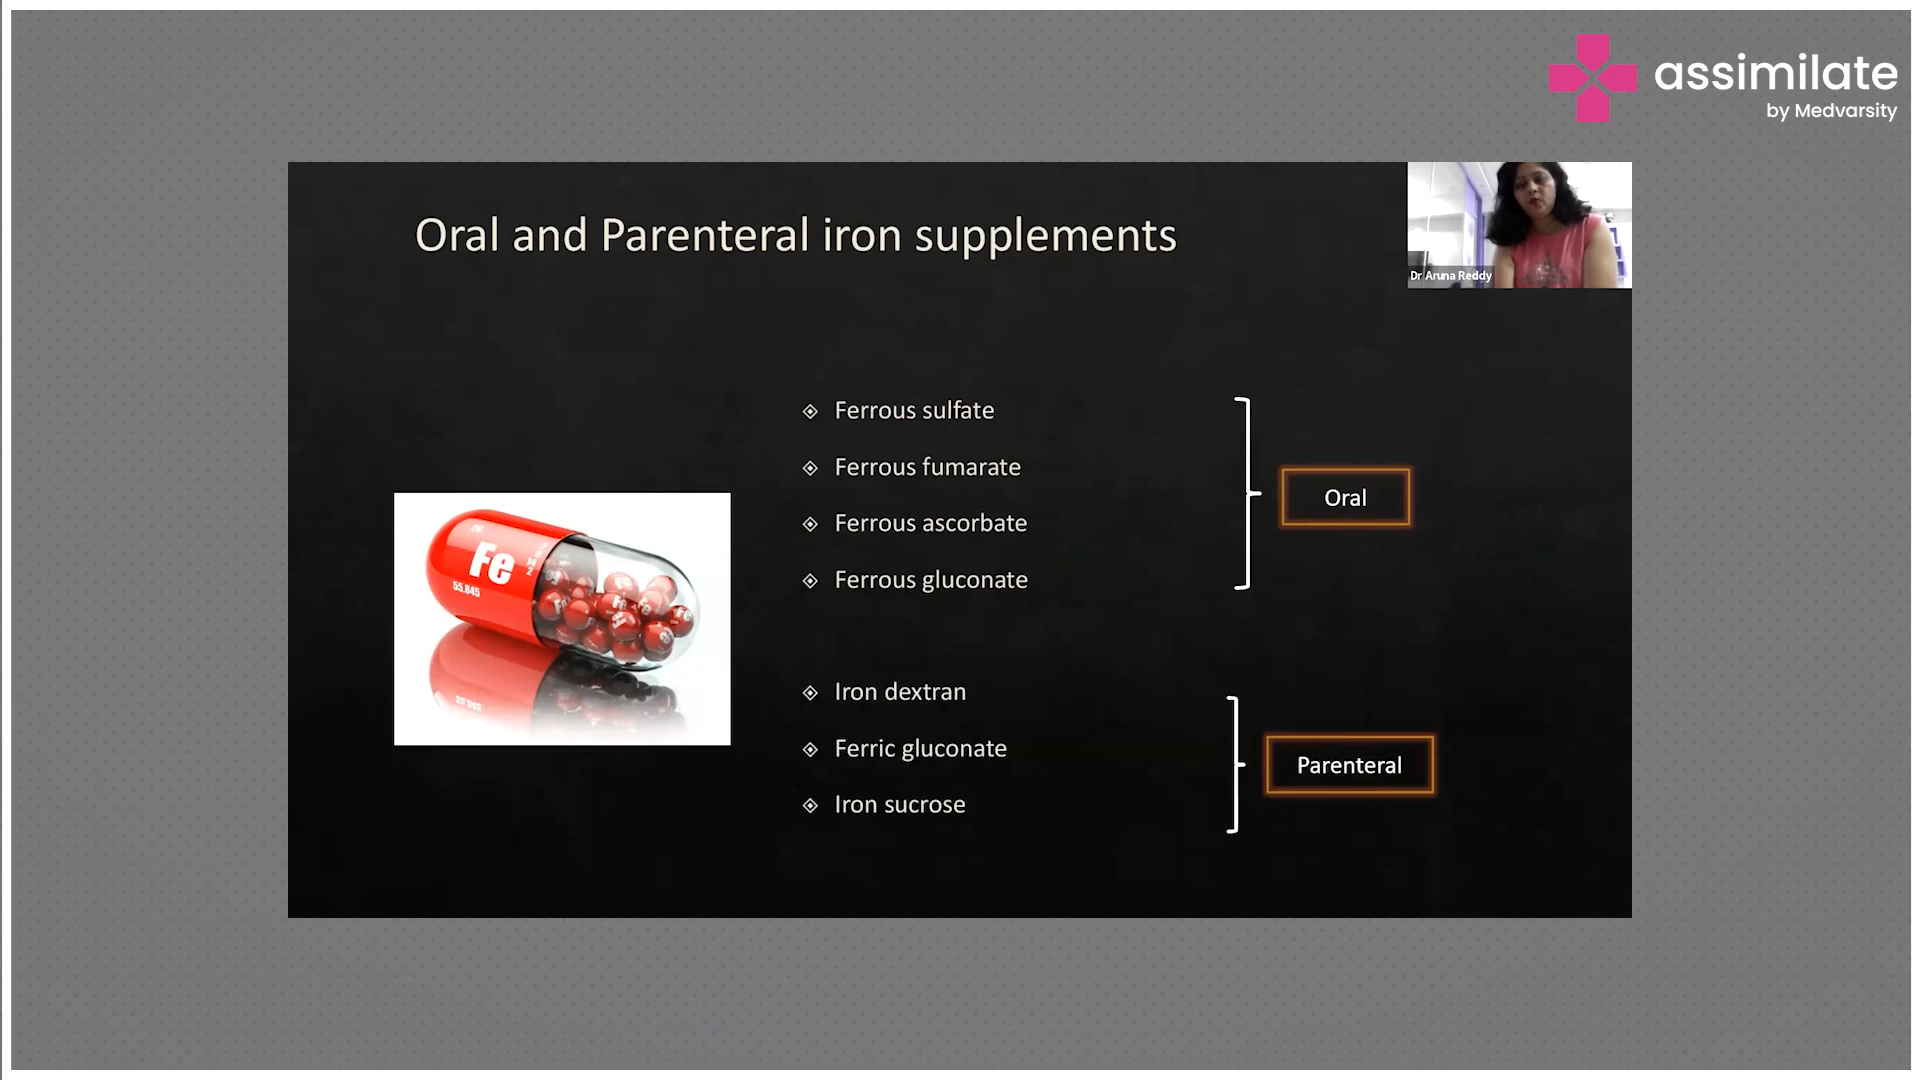 assimilate
by Medvarsity
Oral and Parenteral iron supplements
Dr Aruna Reddy
Ferrous sulfate
Ferrous fumarate
Ferrous ascorbate
Ferrous gluconate
Oral
Fe
55.845
Iron dextran
Ferric gluconate
Iron sucrose
Parenteral